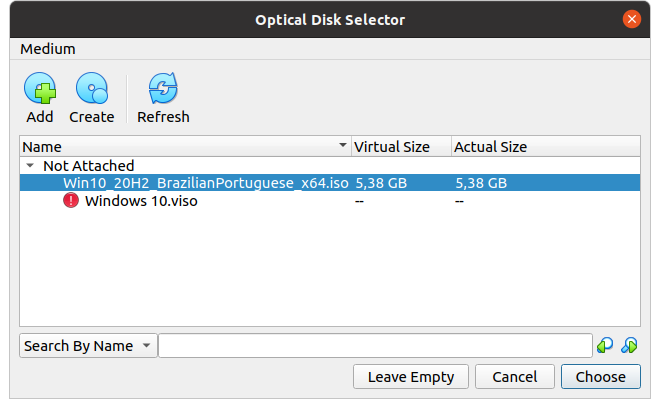 Optical Disk Selector
Medium
Add Create Refresh
Name Virtual Size Actual Size
Not Attached
Win10_20H2_BrazilianPortuguese_x64.iso 5,38 GB 5,38 GB
Windows 10.viso -- --
Search By Name
Leave Empty Cancel Choose